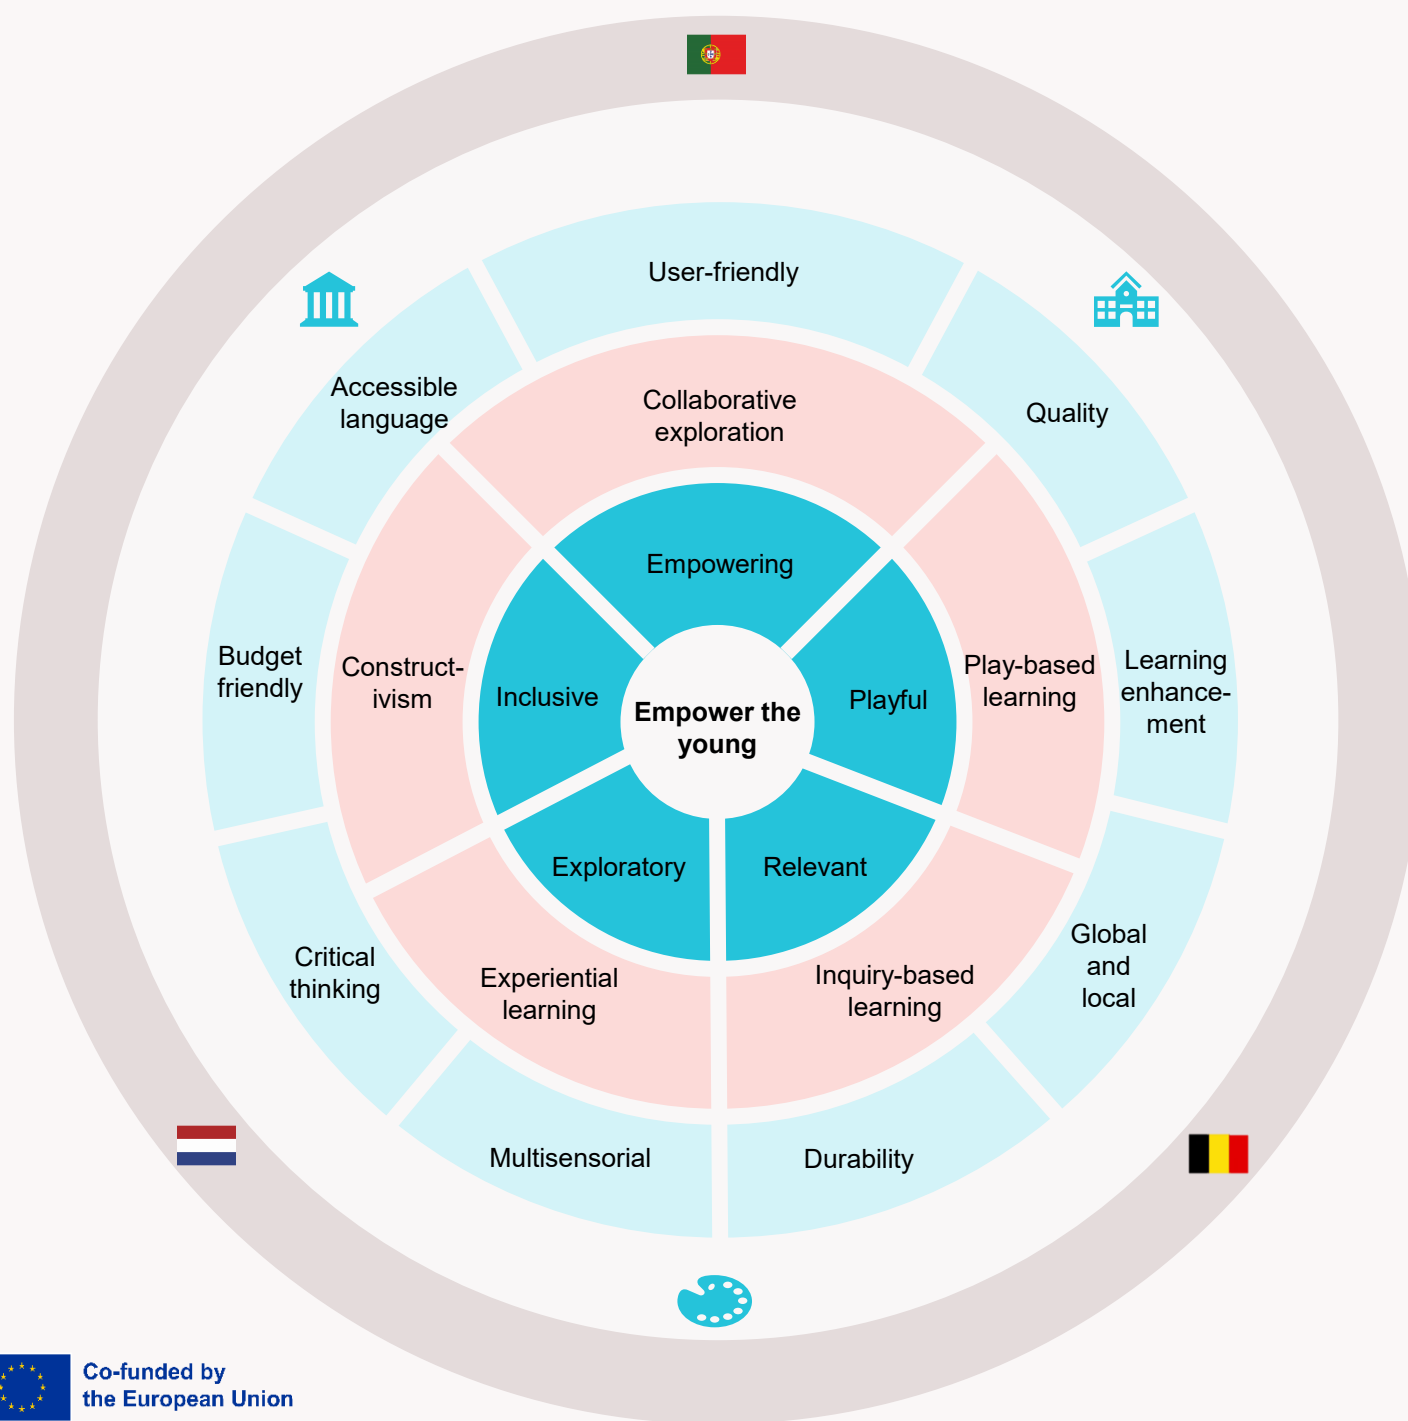 User-friendly
Accessible
language
Quality
Collaborative
exploration
Empowering
Budget
friendly
Construct-
ivism
Inclusive
Empower the
young
Playful
Play-based
learning
Learning
enhance-
ment
Exploratory
Relevant
Critical
thinking
Experiential
learning
Inquiry-based
learning
Global
and
local
Multisensorial
Durability
Co-funded by
the European Union